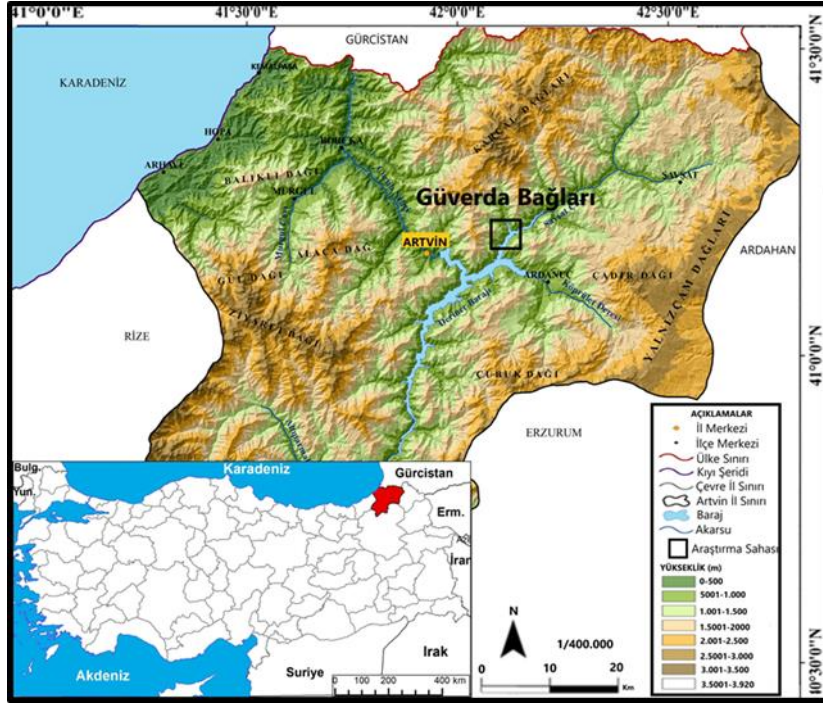 41°0'0"E
41°30'0"E
42°0'0"E
42°30'0"E
41°30'0"N
41°0'0"N
40°30'0"N
GÜRCİSTAN
KARADENİZ
KEMALPAŞA
HOPA
ARHAVİ
BORÇKA
KARÇAL DAĞLARI
BALIKLI DAĞI
MURGUL
ŞAVŞAT
Güverda Bağları
ARTVİN
ALACA DAĞ
GÜL DAĞI
ARDAHAN
ARDANUÇ
ÇADIR DAĞI
Deriner Barajı
Köprüler Deresi
RİZE
YALNIZÇAM DAĞLARI
ÇURUK DAĞI
ERZURUM
AÇIKLAMALAR
İl Merkezi
İlçe Merkezi
Ülke Sınırı
Kıyı Şeridi
Çevre İl Sınırı
Artvin İl Sınırı
Baraj
Akarsu
Araştırma Sahası
YÜKSEKLİK (m)
0-500
5001-1.000
1.001-1.500
1.5001-2000
2.001-2.500
2.5001-3.000
3.001-3.500
3.5001-3.920
N
1/400.000
0 10 20
Km
Bulg.
Yun.
Karadeniz
Gürcistan
Erm.
İran
Irak
Suriye
Akdeniz
0 100 200 400 km